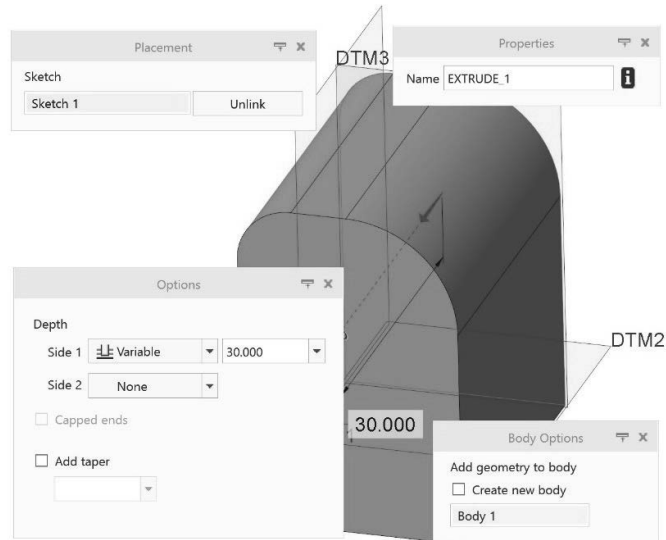 Placement
Sketch
Sketch 1
Unlink
DTM3
Properties
Name EXTRUDE_1
Options
Depth
Side 1 Variable 30.000
Side 2 None
Capped ends
Add taper
DTM2
30.000
Body Options
Add geometry to body
Create new body
Body 1